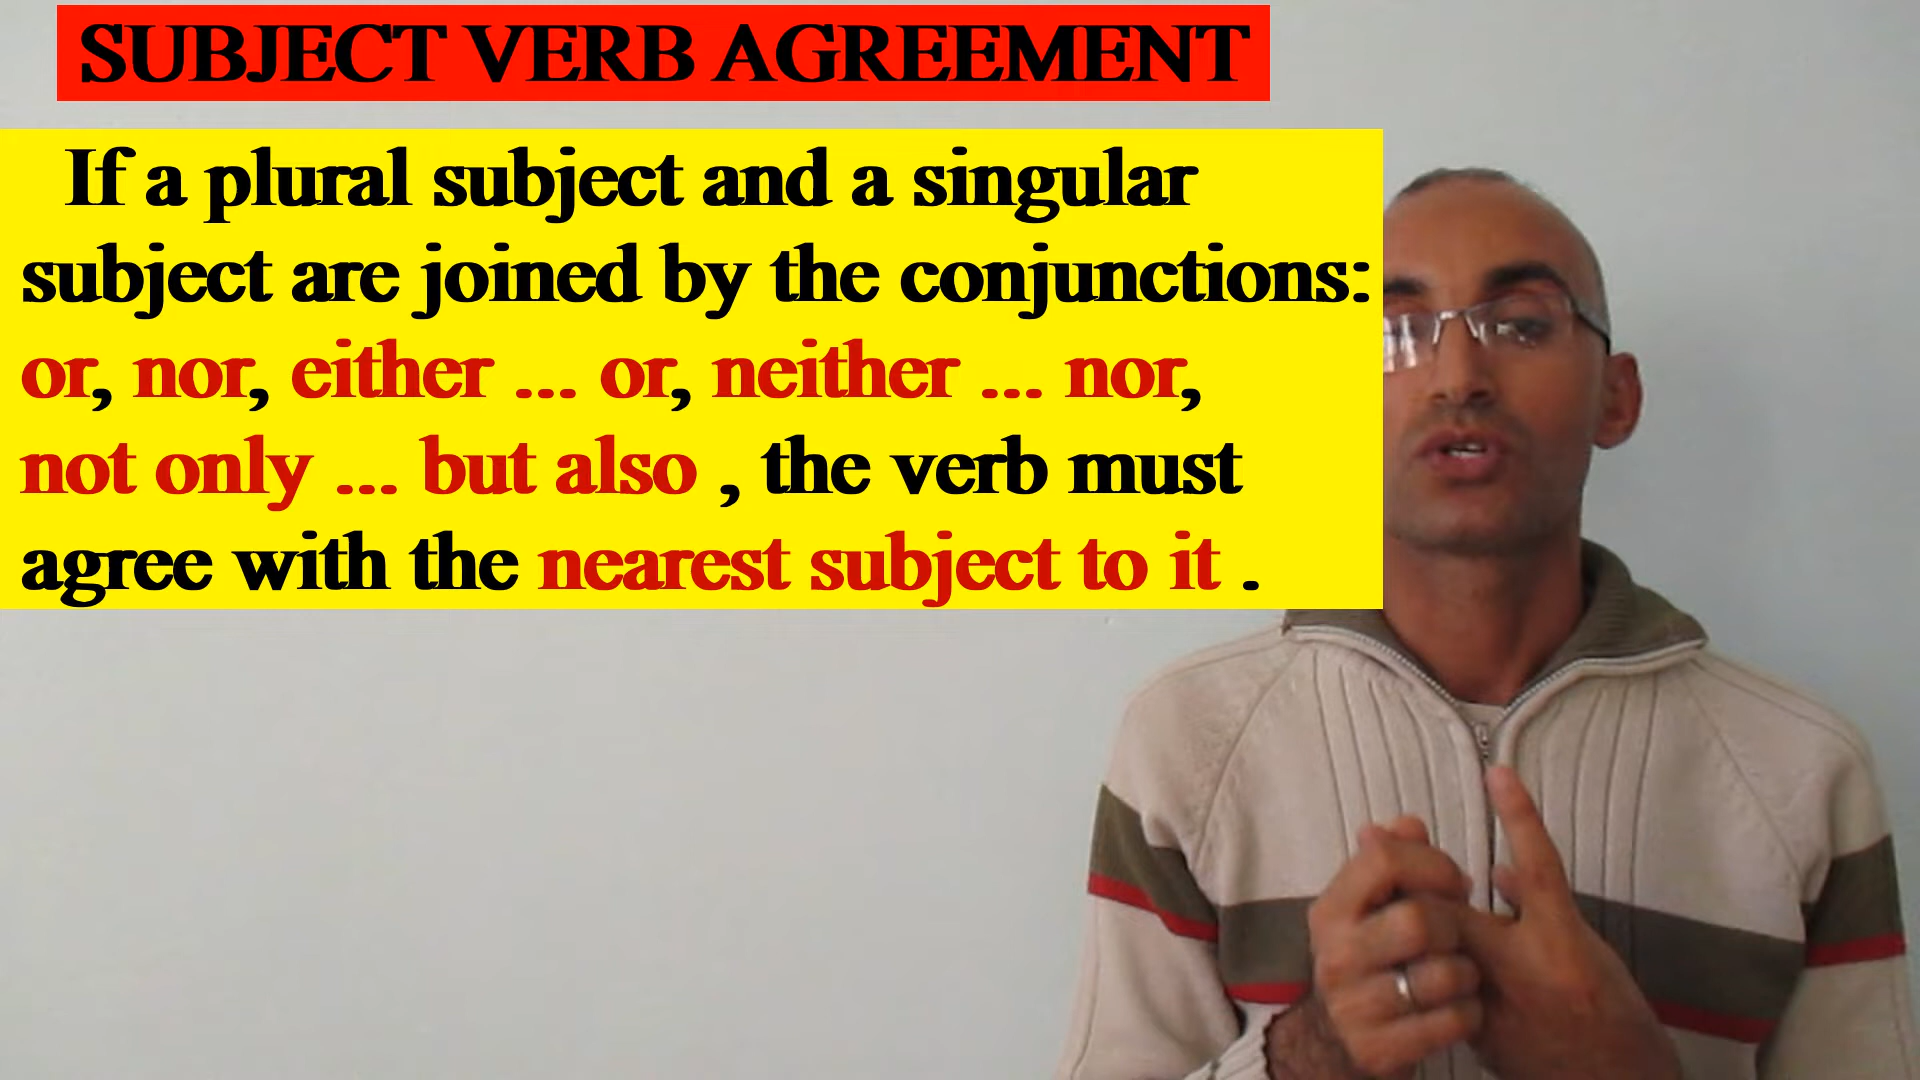 SUBJECT VERB AGREEMENT
If a plural subject and a singular
subject are joined by the conjunctions:
or, nor, either ... or, neither ... nor,
not only ... but also , the verb must
agree with the nearest subject to it .